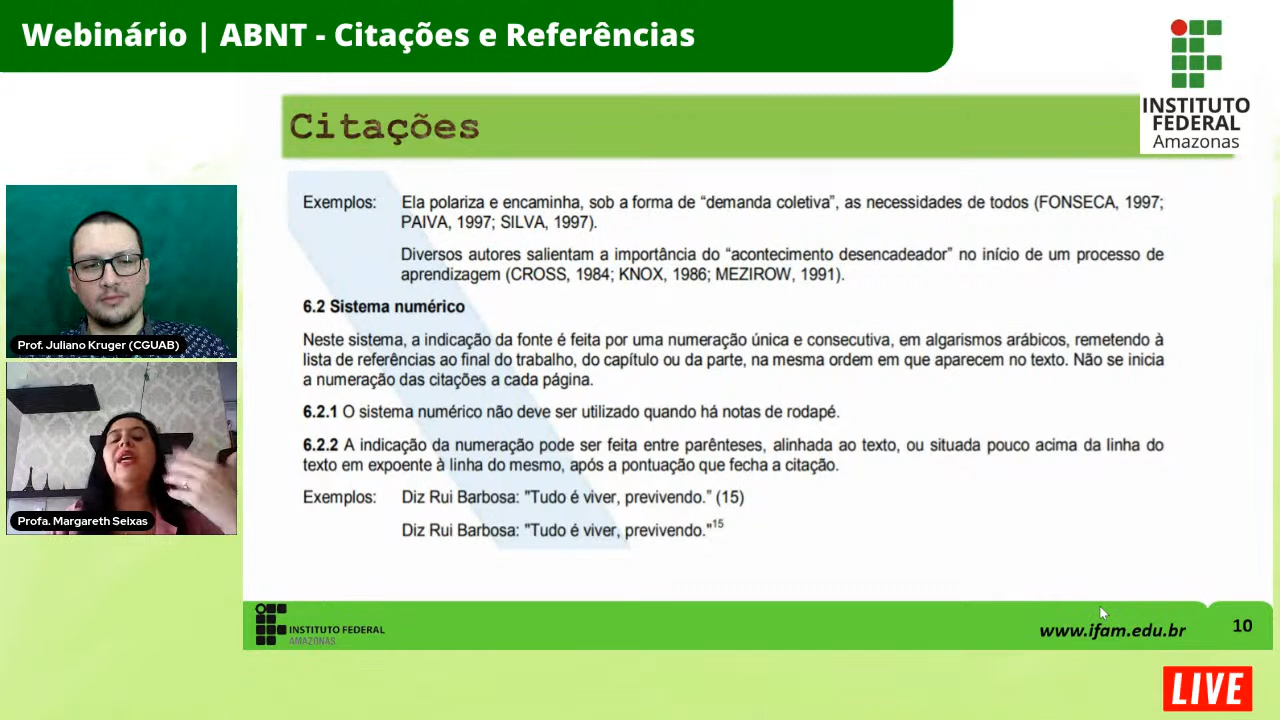 Webinário | ABNT - Citações e Referências
INSTITUTO
FEDERAL
Amazonas
Citações
Exemplos: Ela polariza e encaminha, sob a forma de “demanda coletiva”, as necessidades de todos (FONSECA, 1997;
PAIVA, 1997; SILVA, 1997).
Diversos autores salientam a importância do “acontecimento desencadeador” no início de um processo de
aprendizagem (CROSS, 1984; KNOX, 1986; MEZIROW, 1991).
6.2 Sistema numérico
Neste sistema, a indicação da fonte é feita por uma numeração única e consecutiva, em algarismos arábicos, remetendo à
lista de referências ao final do trabalho, do capítulo ou da parte, na mesma ordem em que aparecem no texto. Não se inicia
a numeração das citações a cada página.
6.2.1 O sistema numérico não deve ser utilizado quando há notas de rodapé.
6.2.2 A indicação da numeração pode ser feita entre parênteses, alinhada ao texto, ou situada pouco acima da linha do
texto em expoente à linha do mesmo, após a pontuação que fecha a citação.
Exemplos: Diz Rui Barbosa: "Tudo é viver, previvendo.” (15)
Diz Rui Barbosa: "Tudo é viver, previvendo."15
Prof. Juliano Kruger (CGUAB)
Profa. Margareth Seixas
INSTITUTO FEDERAL
AMAZONAS
www.ifam.edu.br
10
LIVE